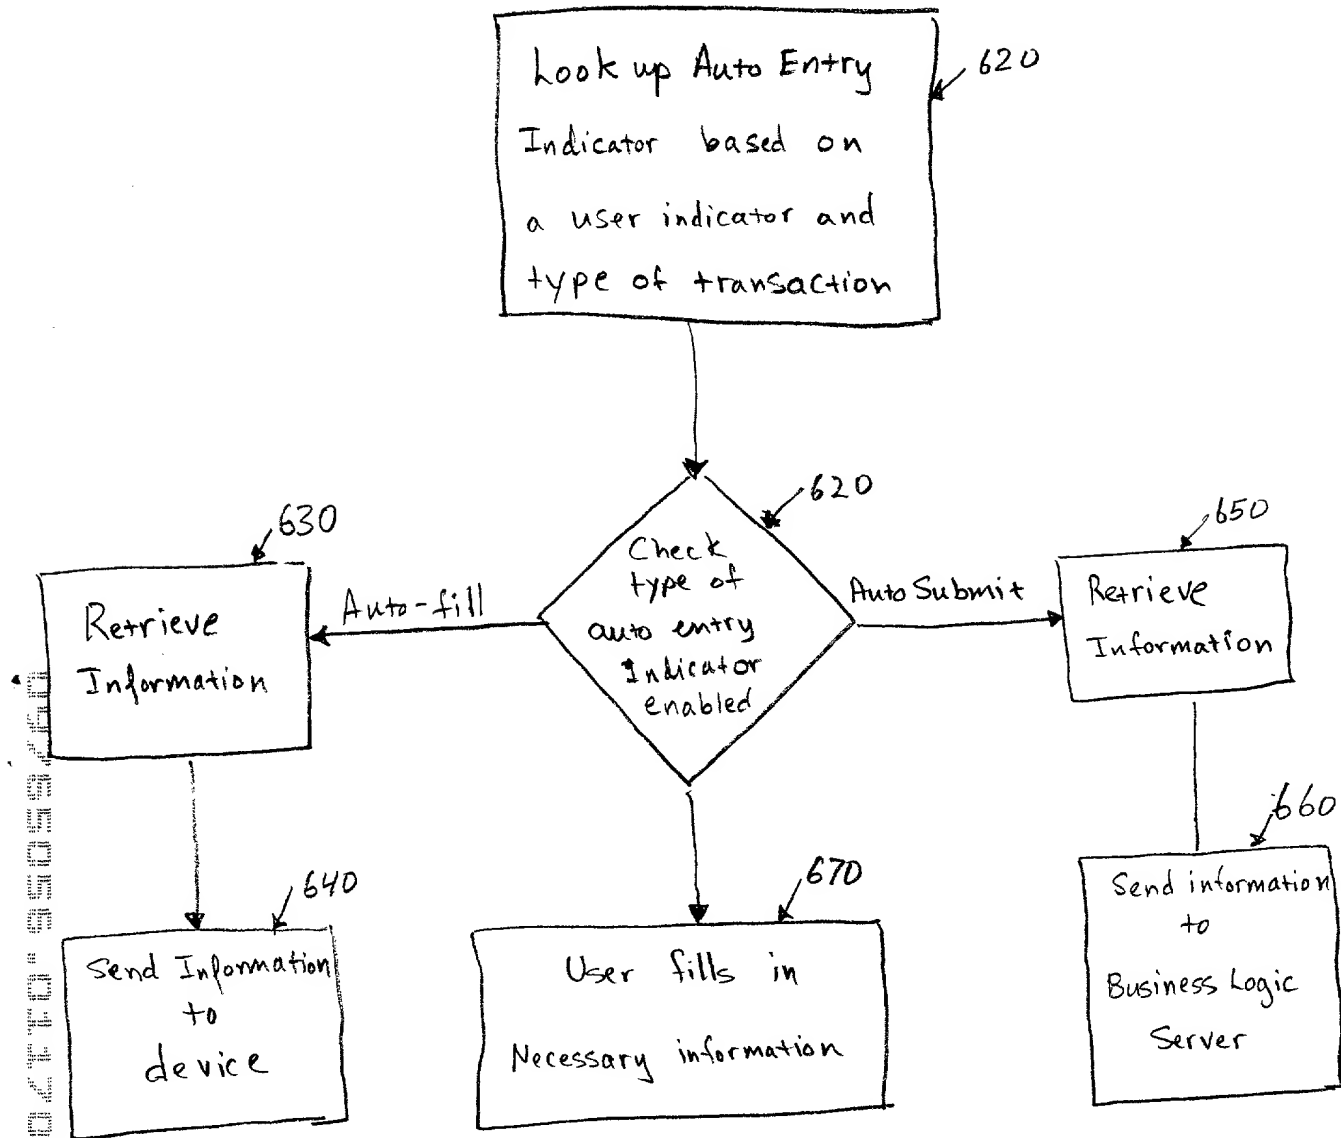 Look up Auto Entry
Indicator based on
a user indicator and
type of transaction
620
Check
type of
auto entry
Indicator
enabled
620
Auto-fill
Auto Submit
630
Retrieve
Information
650
Retrieve
Information
640
Send Information
to
device
670
User fills in
Necessary information
660
Send information
to
Business Logic
Server